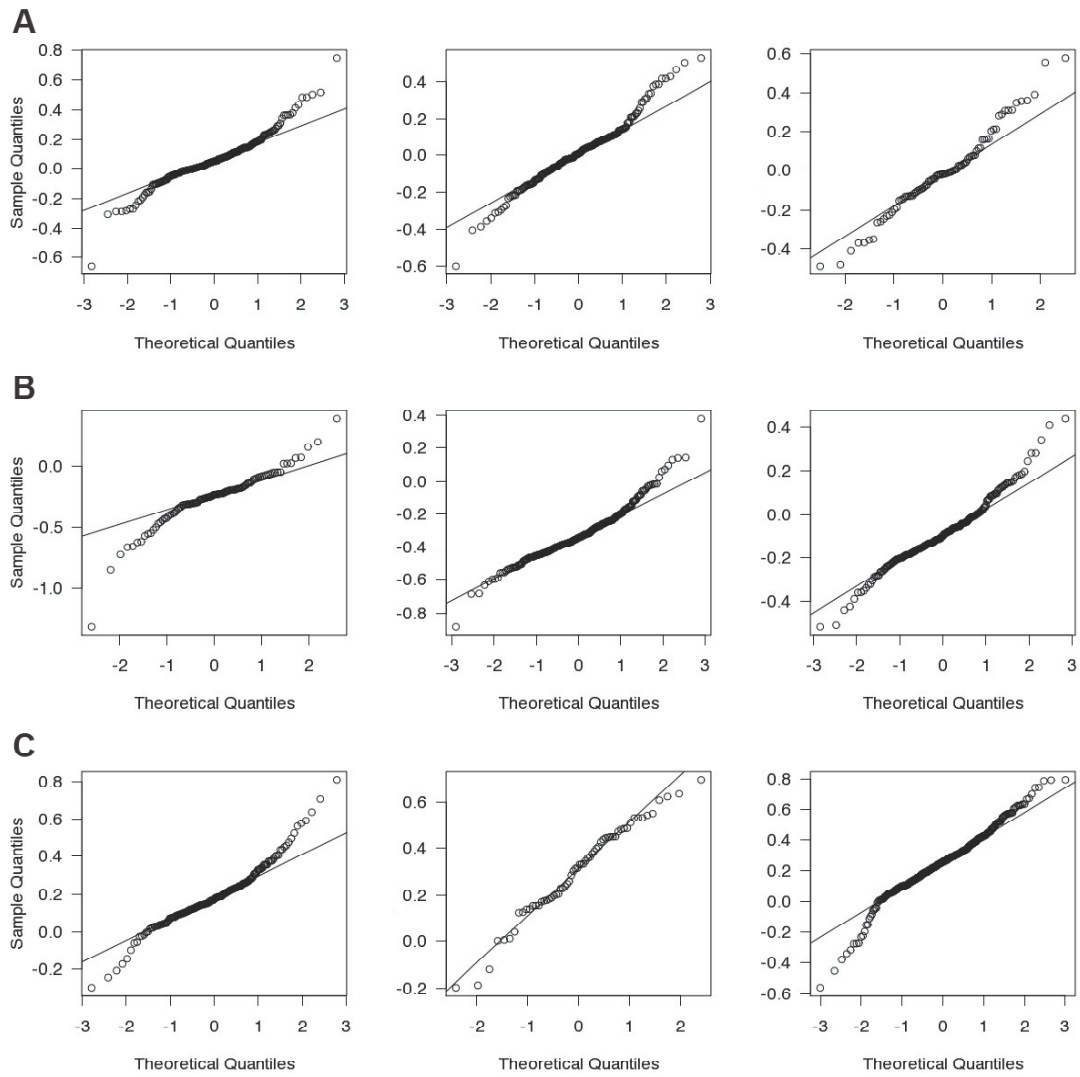 A
0.8 0.6 0.4 0.2 0.0 -0.2 -0.4 -0.6
Sample Quantiles
-3 -2 -1 0 1 2 3
Theoretical Quantiles
0.4 0.2 0.0 -0.2 -0.4 -0.6
-3 -2 -1 0 1 2 3
Theoretical Quantiles
0.6 0.4 0.2 0.0 -0.2 -0.4
-2 -1 0 1 2
Theoretical Quantiles
B
0.0 -0.5 -1.0
Sample Quantiles
-2 -1 0 1 2
Theoretical Quantiles
0.4 0.2 0.0 -0.2 -0.4 -0.6 -0.8
-3 -2 -1 0 1 2 3
Theoretical Quantiles
0.4 0.2 0.0 -0.2 -0.4
-3 -2 -1 0 1 2 3
Theoretical Quantiles
C
0.8 0.6 0.4 0.2 0.0 -0.2
Sample Quantiles
-3 -2 -1 0 1 2 3
Theoretical Quantiles
0.6 0.4 0.2 0.0 -0.2
-2 -1 0 1 2
Theoretical Quantiles
0.8 0.6 0.4 0.2 0.0 -0.2 -0.4 -0.6
-3 -2 -1 0 1 2 3
Theoretical Quantiles